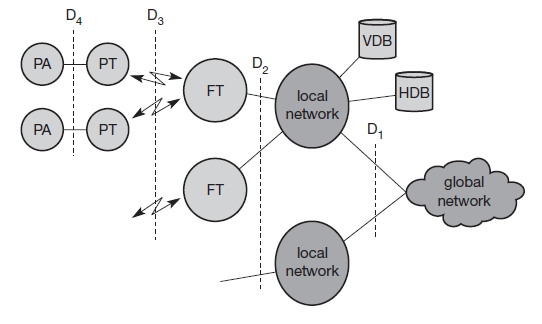 D4
D3
VDB
PA
PT
D2
FT
local
network
HDB
PA
PT
D1
FT
global
network
local
network